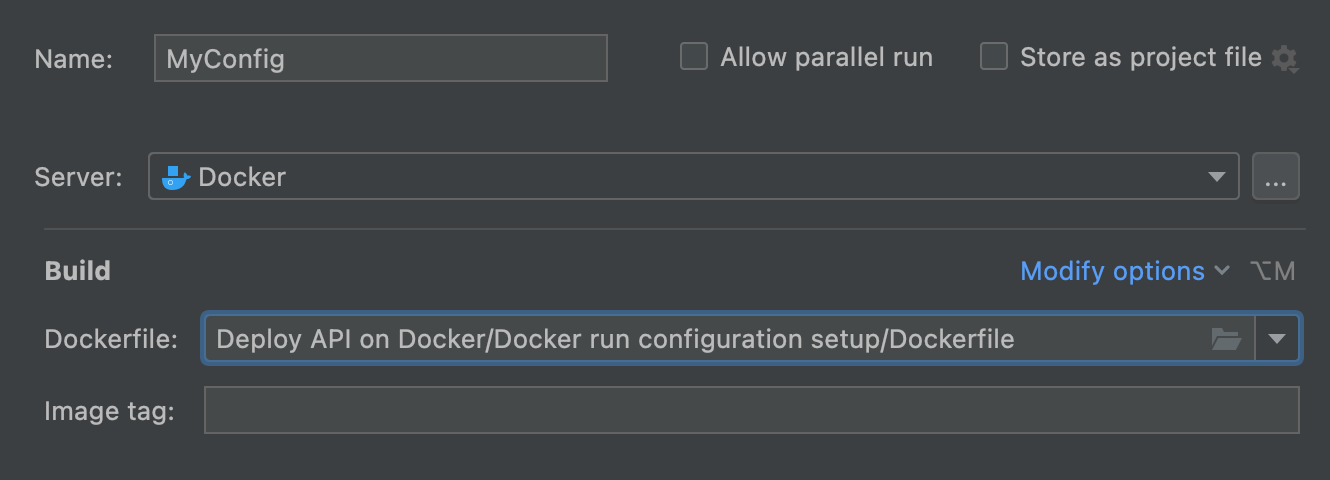 Name: MyConfig Allow parallel run Store as project file
Server: Docker ...
Build Modify options ⌥M
Dockerfile: Deploy API on Docker/Docker run configuration setup/Dockerfile
Image tag: